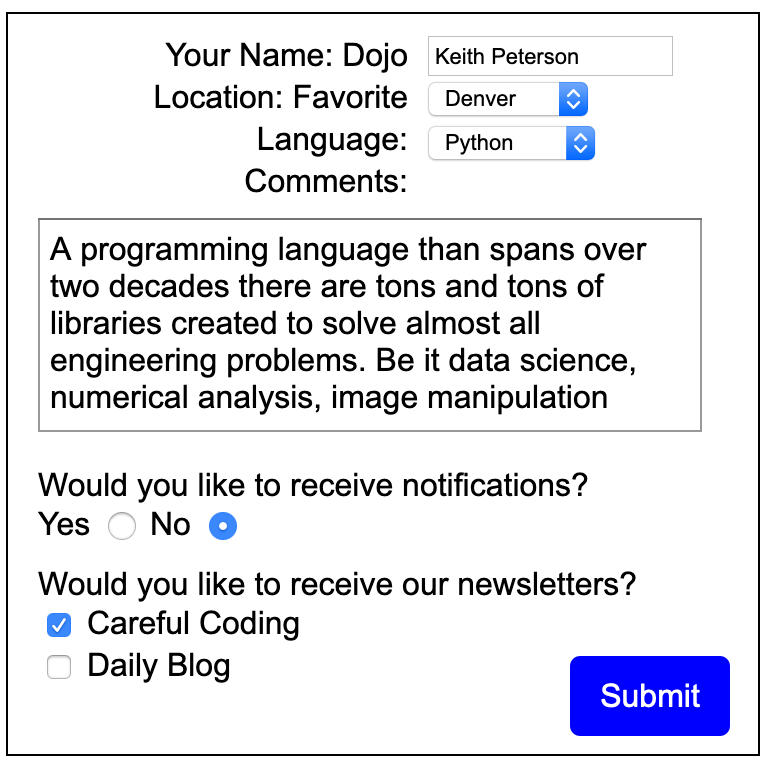 Your Name: Dojo Keith Peterson
Location: Favorite Denver
Language: Python
Comments:
A programming language than spans over
two decades there are tons and tons of
libraries created to solve almost all
engineering problems. Be it data science,
numerical analysis, image manipulation
Would you like to receive notifications?
Yes No
Would you like to receive our newsletters?
Careful Coding
Daily Blog
Submit